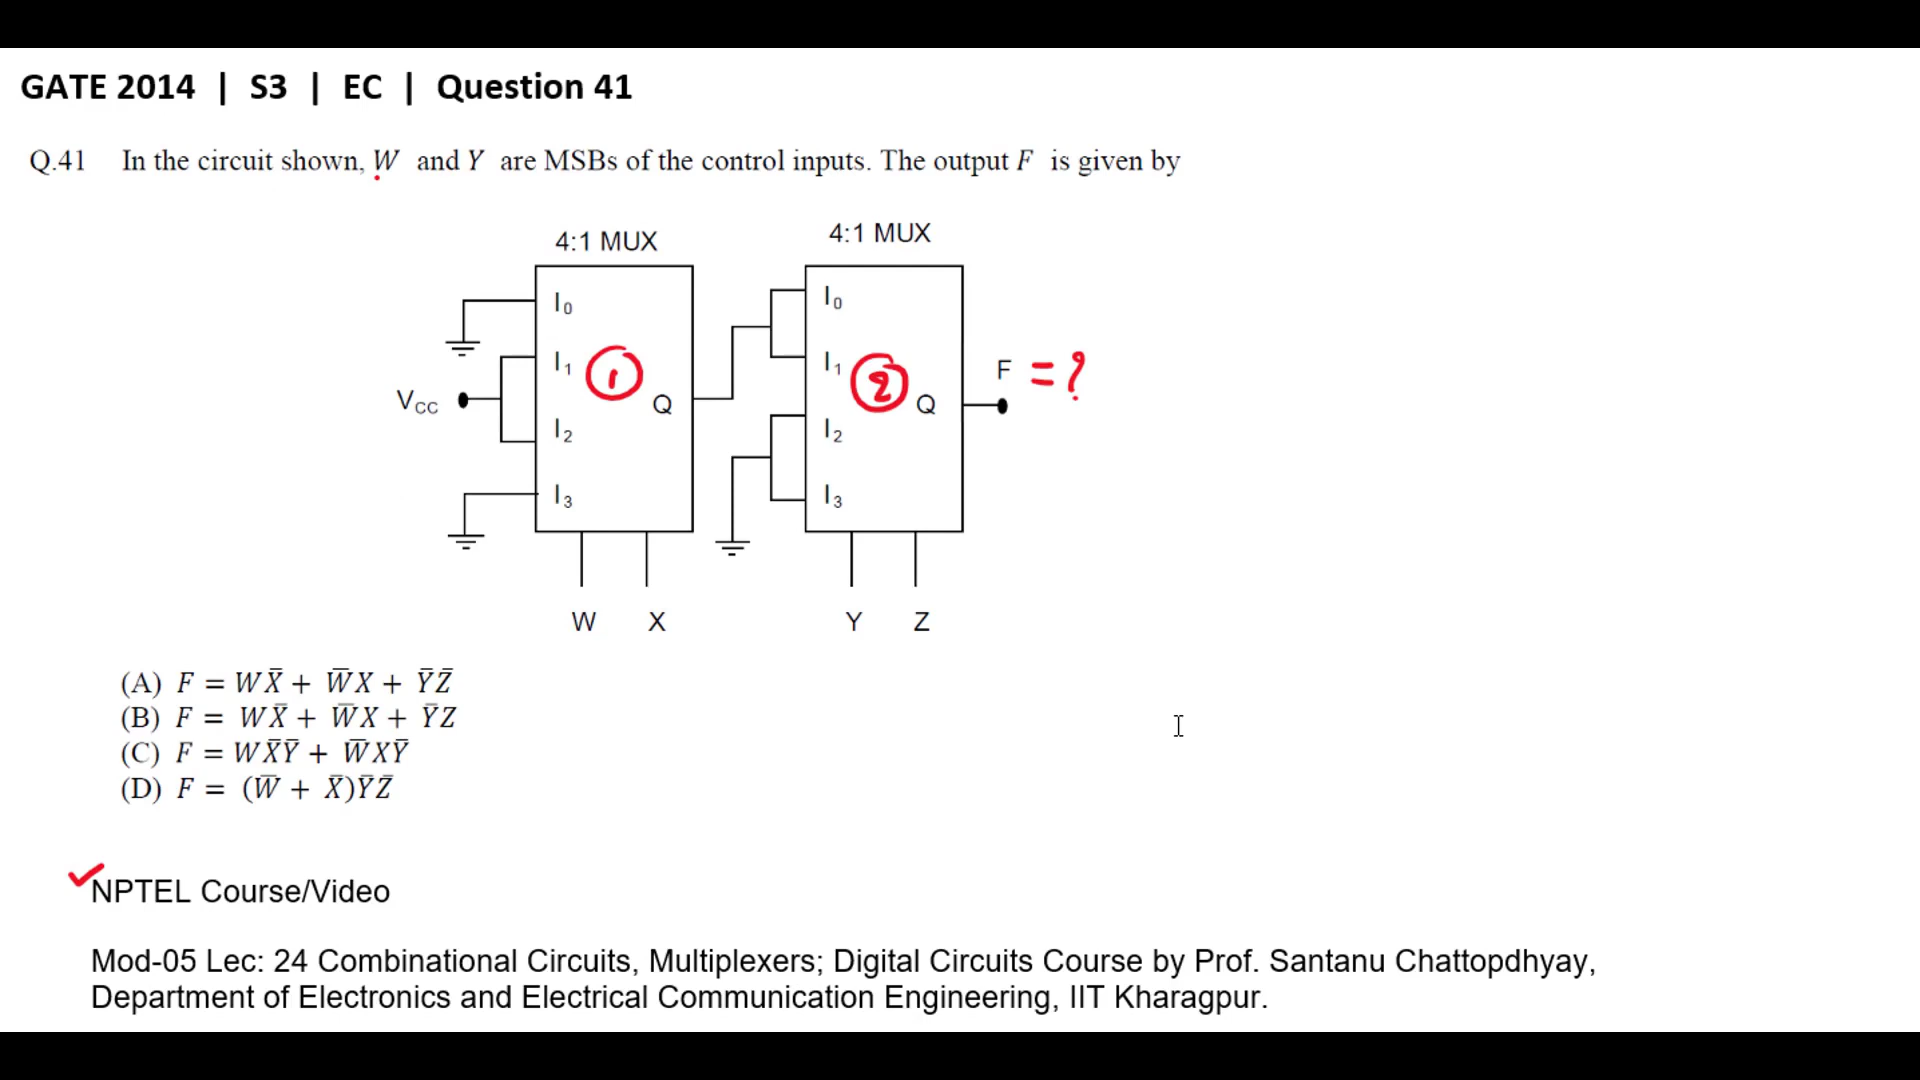 GATE 2014 | S3 | EC | Question 41
Q.41 In the circuit shown, W and Y are MSBs of the control inputs. The output F is given by
4:1 MUX
4:1 MUX
I₀
I₁
I₂
I₃
Q
V_CC
W X
1
I₀
I₁
I₂
I₃
Q
Y Z
2
F = ?
(A) F = WX̄ + W̄X + ȲZ̄
(B) F = WX̄ + W̄X + ȲZ
(C) F = WX̄Ȳ + W̄XȲ
(D) F = (W̄ + X̄)ȲZ̄
NPTEL Course/Video
Mod-05 Lec: 24 Combinational Circuits, Multiplexers; Digital Circuits Course by Prof. Santanu Chattopdhyay,
Department of Electronics and Electrical Communication Engineering, IIT Kharagpur.